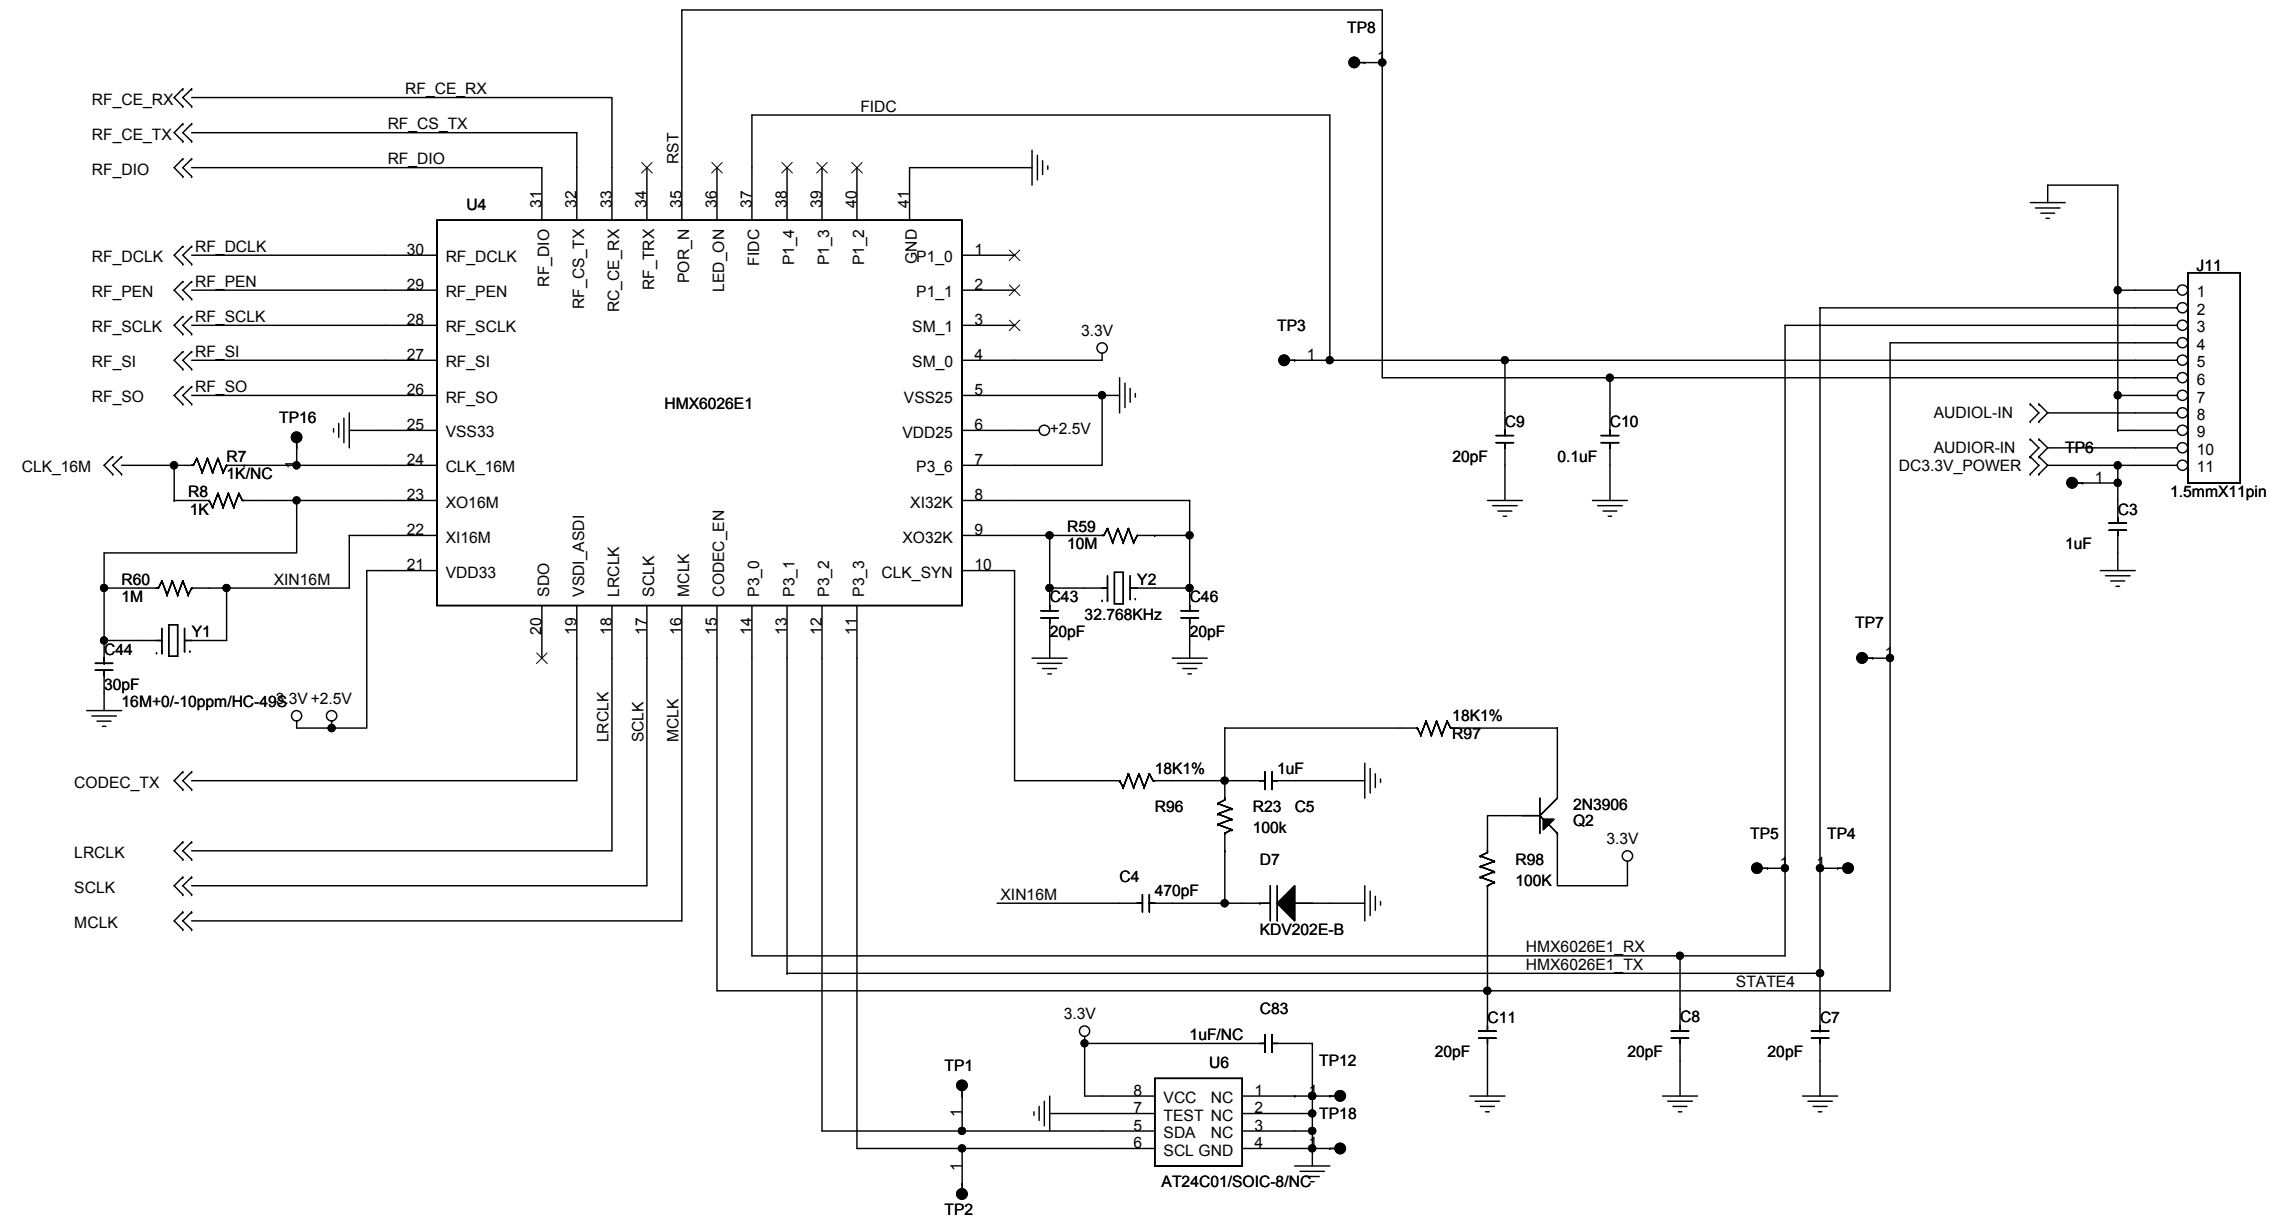 TP8
1
RF_CE_RX
RF_CE_RX
FIDC
RF_CE_TX
RF_CS_TX
RST
RF_DIO
RF_DIO
U4
31
32
33
34
35
36
37
38
39
40
41
RF_DIO
RF_CS_TX
RC_CE_RX
RF_TRX
POR_N
LED_ON
FIDC
P1_4
P1_3
P1_2
GND
RF_DCLK
RF_DCLK
30
RF_DCLK
P1_0
1
RF_PEN
RF_PEN
29
RF_PEN
P1_1
2
RF_SCLK
RF_SCLK
28
RF_SCLK
SM_1
3
RF_SI
RF_SI
27
RF_SI
SM_0
4
3.3V
RF_SO
RF_SO
26
RF_SO
VSS25
5
HMX6026E1
TP16
25
VSS33
VDD25
6
+2.5V
CLK_16M
R7
1K/NC
24
CLK_16M
P3_6
7
R8
1K
23
XO16M
XI32K
8
22
XI16M
XO32K
9
R59
10M
21
VDD33
CLK_SYN
10
R60
1M
XIN16M
Y1
C44
30pF
16M+0/-10ppm/HC-49S
3.3V
+2.5V
SDO
VSDI_ASDI
LRCLK
SCLK
MCLK
CODEC_EN
P3_0
P3_1
P3_2
P3_3
20
19
18
17
16
15
14
13
12
11
C43
20pF
Y2
32.768KHz
C46
20pF
LRCLK
SCLK
MCLK
CODEC_TX
LRCLK
SCLK
MCLK
TP3
1
C9
20pF
C10
0.1uF
J11
1
2
3
4
5
6
7
8
9
10
11
1.5mmX11pin
AUDIOL-IN
AUDIOR-IN
TP6
DC3.3V_POWER
1
C3
1uF
TP7
1
18K1%
R97
18K1%
R96
1uF
R23
C5
100k
2N3906
Q2
3.3V
R98
100K
D7
C4
470pF
XIN16M
KDV202E-B
TP5
1
TP4
1
HMX6026E1_RX
HMX6026E1_TX
STATE4
C11
20pF
C8
20pF
C7
20pF
3.3V
C83
1uF/NC
U6
TP12
TP1
1
8
VCC
NC
1
1
7
TEST
NC
2
TP18
5
SDA
NC
3
6
SCL
GND
4
1
AT24C01/SOIC-8/NC
1
TP2